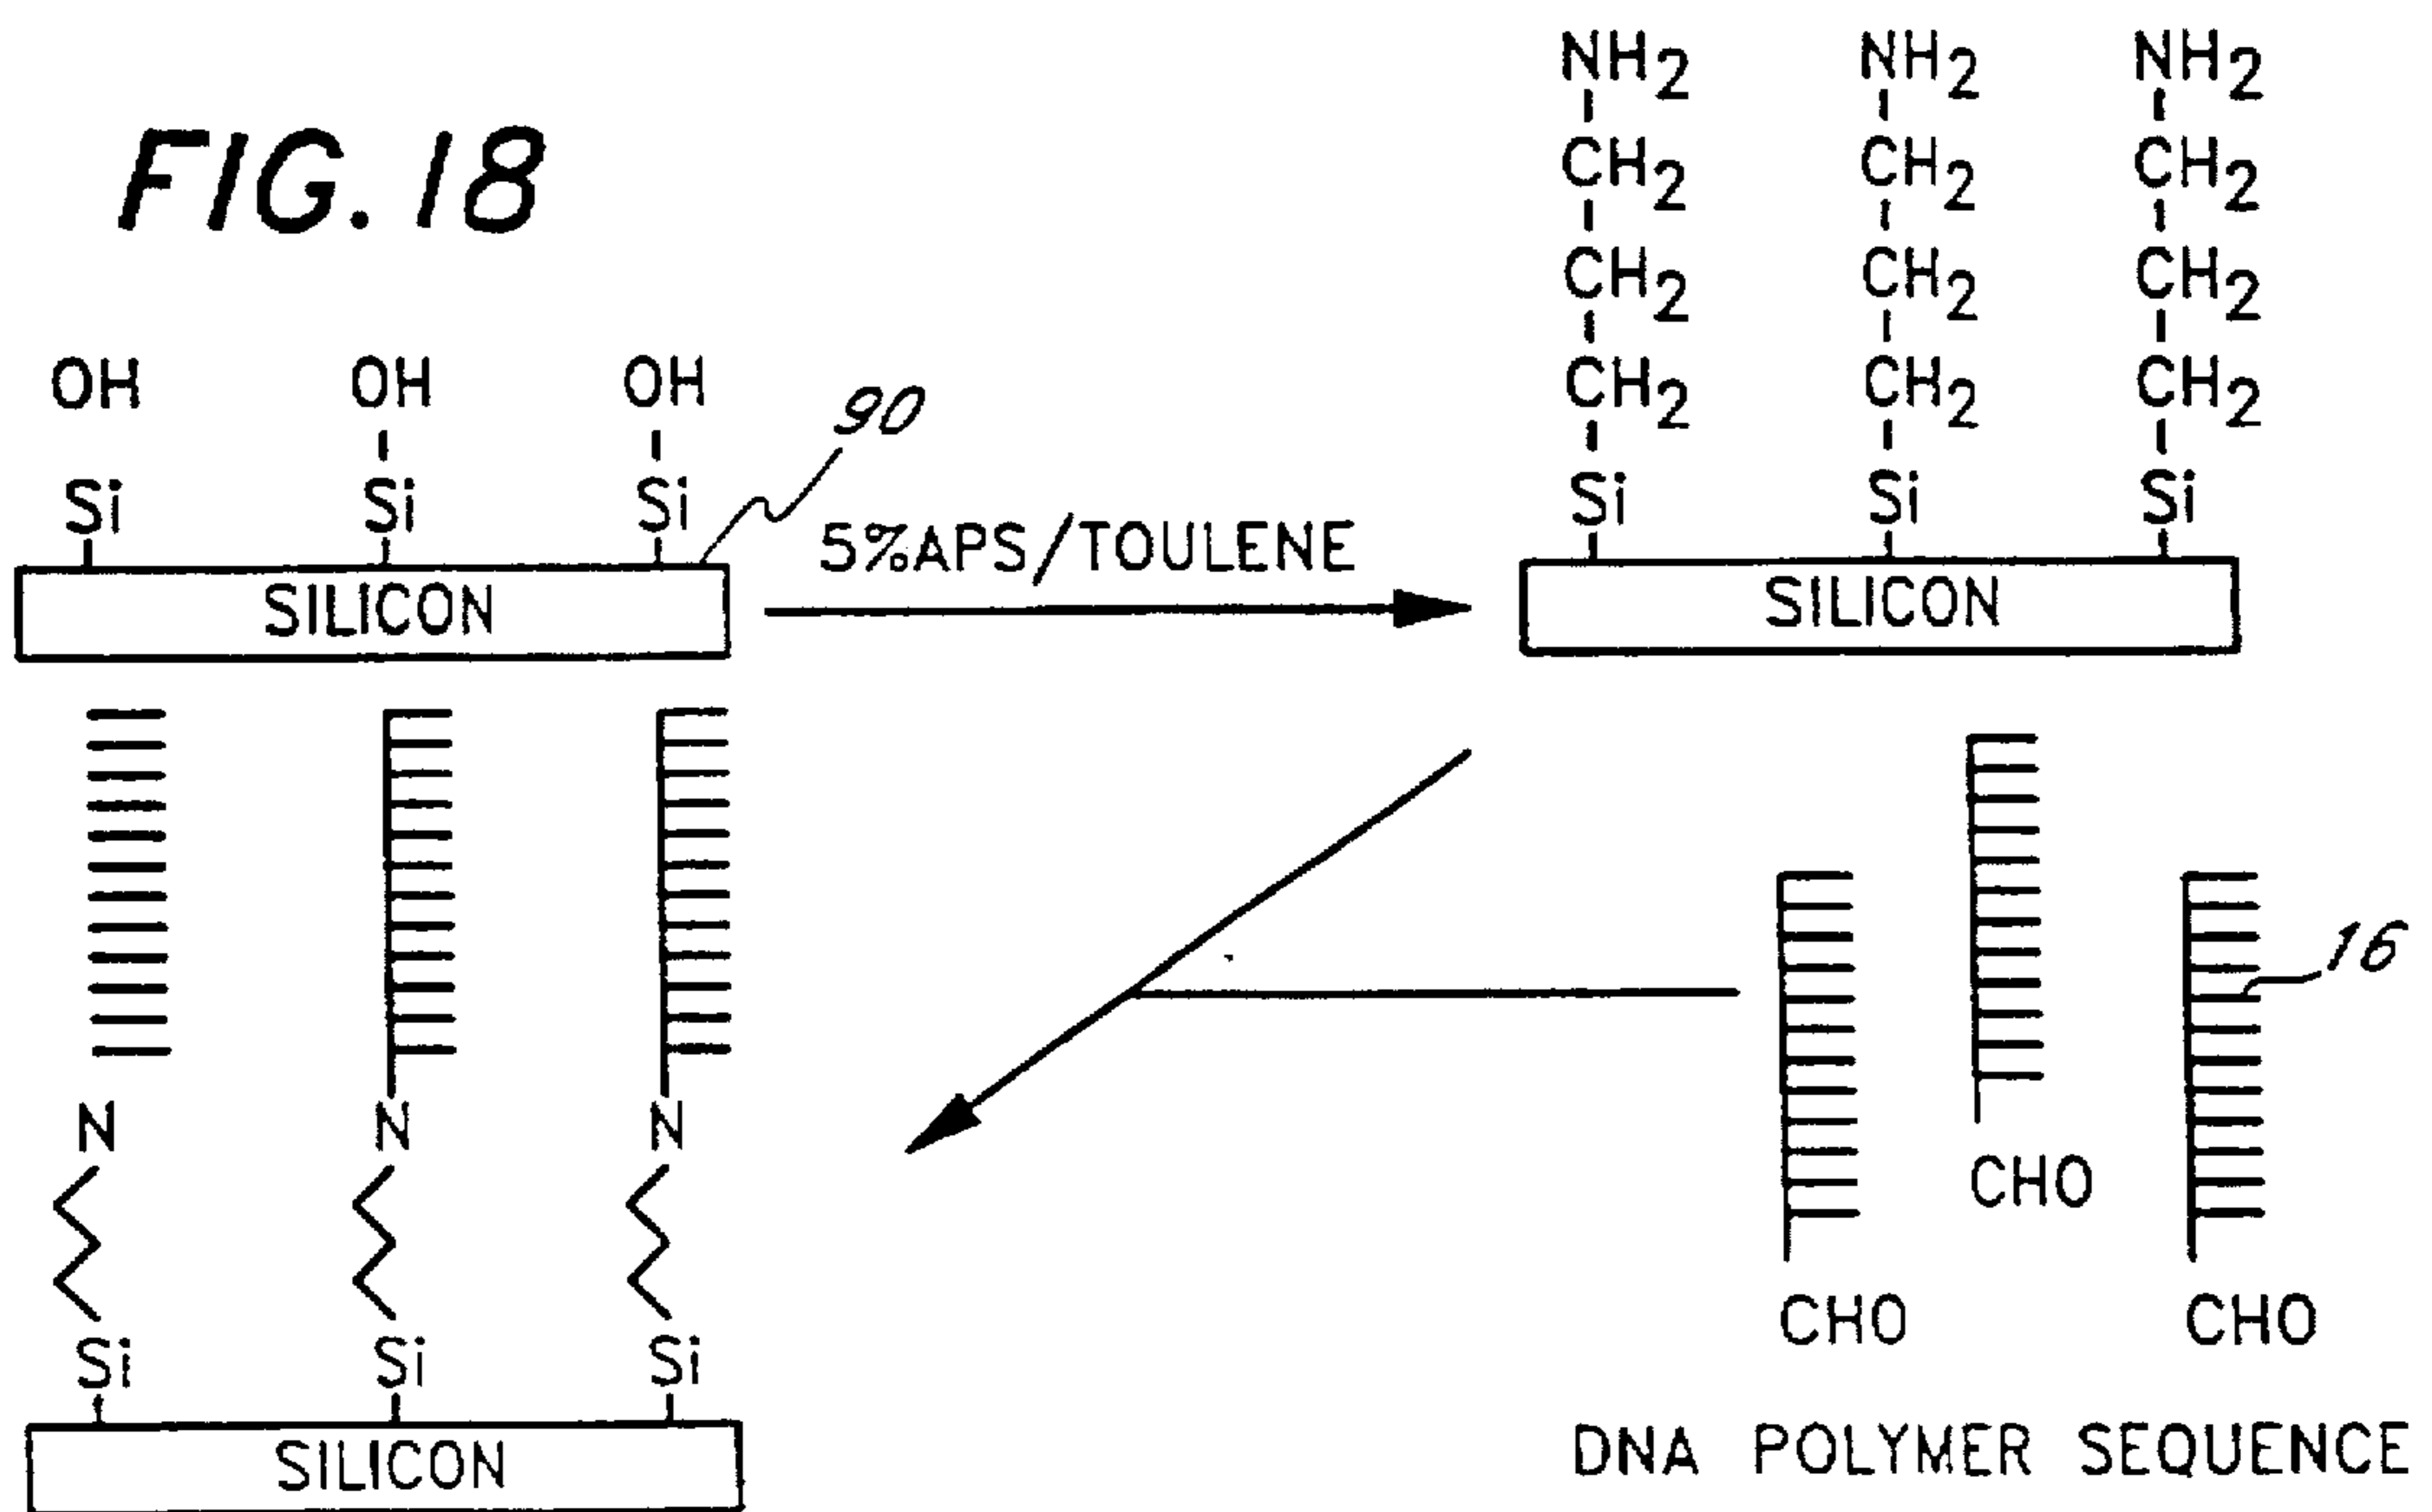 FIG. 18
NH2 NH2 NH2
CH2 CH2 CH2
CH2 CH2 CH2
CH2 CH2 CH2
OH OH OH 90
Si Si Si
Si Si Si
5%APS/TOULENE
SILICON
SILICON
16
N N N
CHO
CHO CHO
Si Si Si
SILICON
DNA POLYMER SEQUENCE